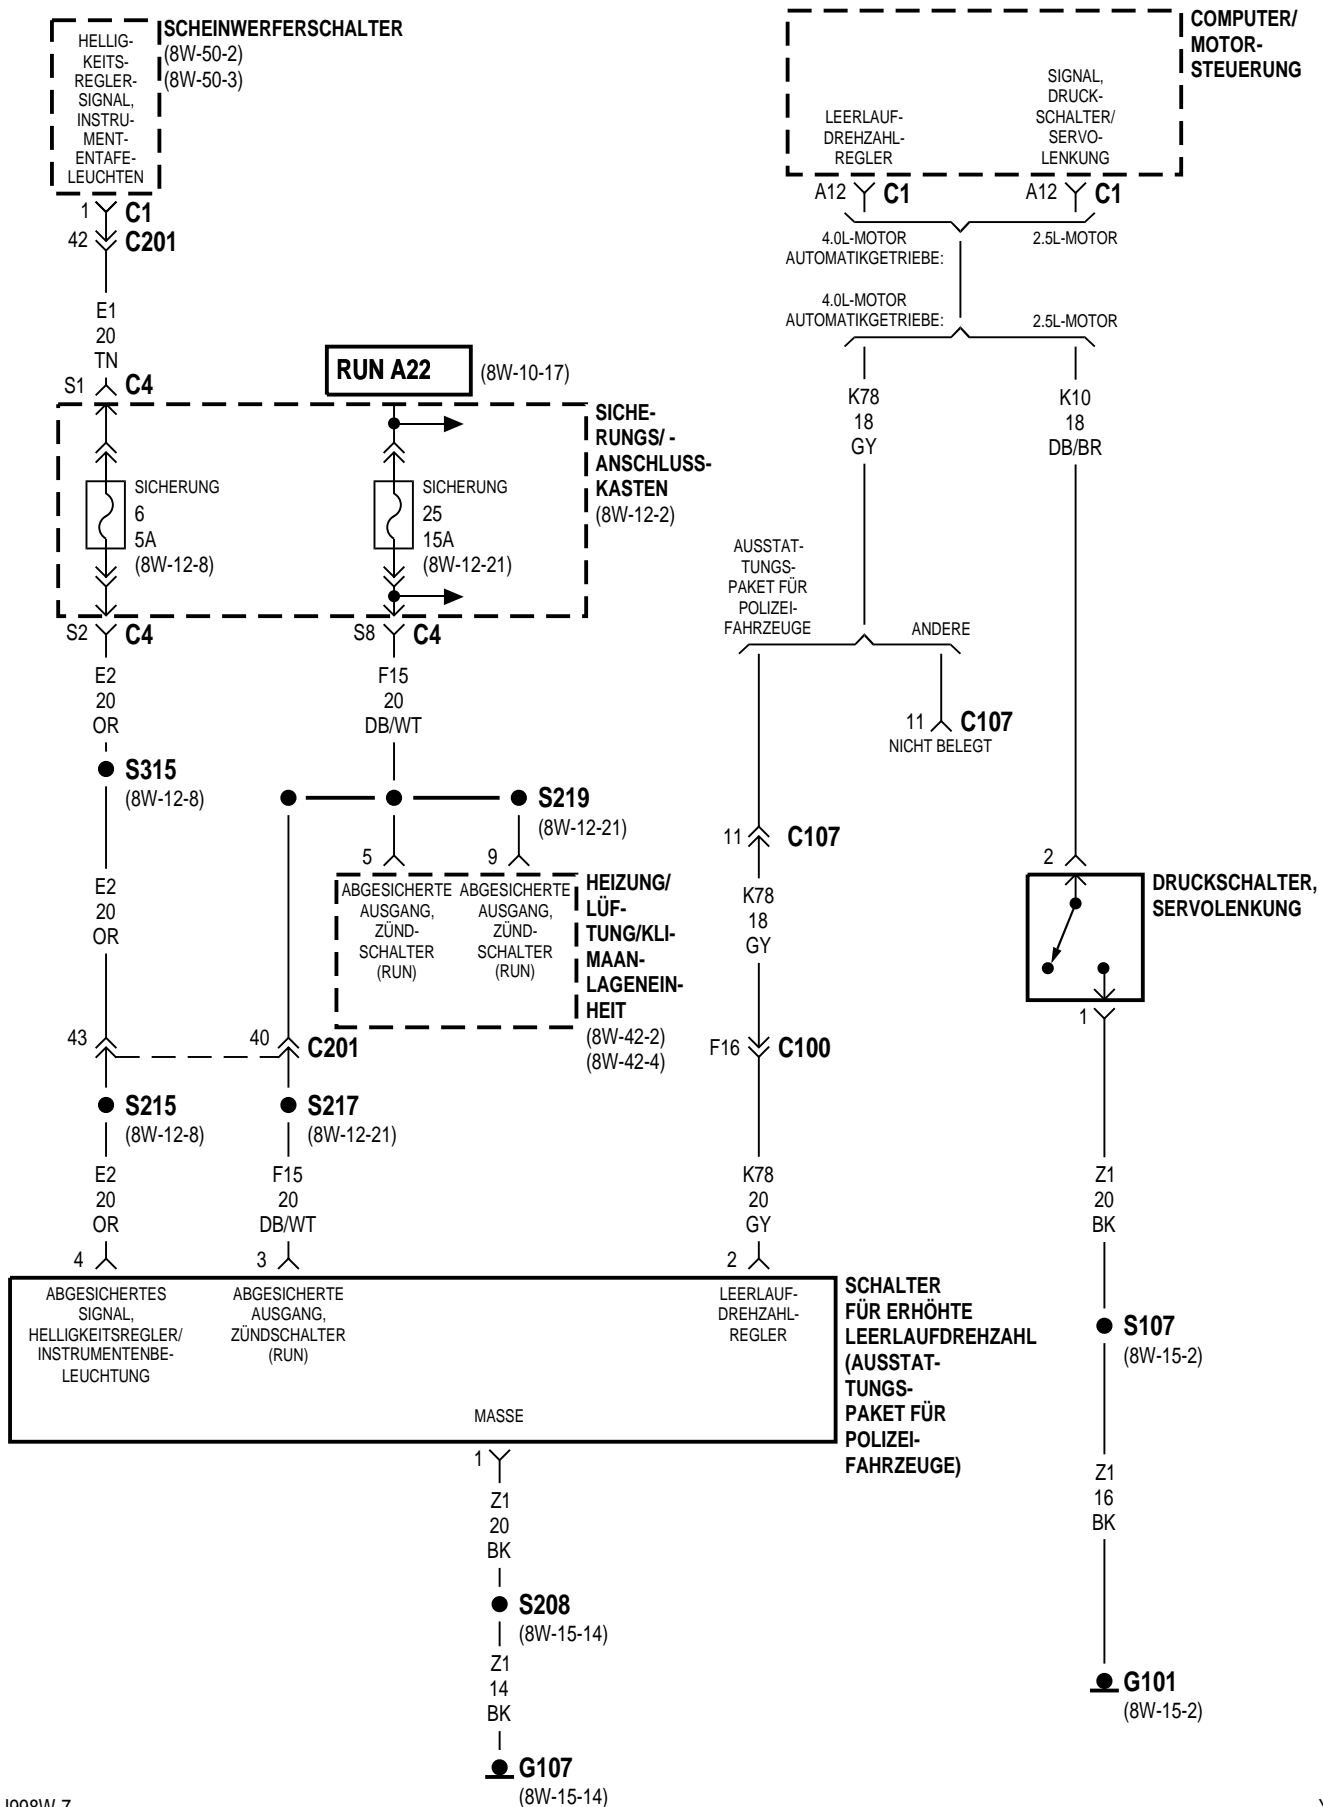 SCHEINWERFERSCHALTER
(8W-50-2)
(8W-50-3)
HELLIG-
KEITS-
REGLER-
SIGNAL,
INSTRU-
MENT-
ENTAFE-
LEUCHTEN
1 C1
42 C201
E1
20
TN
S1 C4
RUN A22 (8W-10-17)
SICHE-
RUNGS/ -
ANSCHLUSS-
KASTEN
(8W-12-2)
SICHERUNG
6
5A
(8W-12-8)
SICHERUNG
25
15A
(8W-12-21)
S2 C4
S8 C4
E2
20
OR
F15
20
DB/WT
S315
(8W-12-8)
S219
(8W-12-21)
5
9
ABGESICHERTE
AUSGANG,
ZÜND-
SCHALTER
(RUN)
ABGESICHERTE
AUSGANG,
ZÜND-
SCHALTER
(RUN)
HEIZUNG/
LÜF-
TUNG/KLI-
MAAN-
LAGENEIN-
HEIT
(8W-42-2)
(8W-42-4)
E2
20
OR
43
40 C201
S215
(8W-12-8)
S217
(8W-12-21)
E2
20
OR
F15
20
DB/WT
4
3
COMPUTER/
MOTOR-
STEUERUNG
LEERLAUF-
DREHZAHL-
REGLER
SIGNAL,
DRUCK-
SCHALTER/
SERVO-
LENKUNG
A12 C1
A12 C1
4.0L-MOTOR
AUTOMATIKGETRIEBE:
2.5L-MOTOR
4.0L-MOTOR
AUTOMATIKGETRIEBE:
2.5L-MOTOR
K78
18
GY
K10
18
DB/BR
AUSSTAT-
TUNGS-
PAKET FÜR
POLIZEI-
FAHRZEUGE
ANDERE
11 C107
NICHT BELEGT
11 C107
K78
18
GY
F16 C100
K78
20
GY
2
2
DRUCKSCHALTER,
SERVOLENKUNG
1
Z1
20
BK
S107
(8W-15-2)
Z1
16
BK
G101
(8W-15-2)
ABGESICHERTES
SIGNAL,
HELLIGKEITSREGLER/
INSTRUMENTENBE-
LEUCHTUNG
ABGESICHERTE
AUSGANG,
ZÜNDSCHALTER
(RUN)
LEERLAUF-
DREHZAHL-
REGLER
MASSE
SCHALTER
FÜR ERHÖHTE
LEERLAUFDREHZAHL
(AUSSTAT-
TUNGS-
PAKET FÜR
POLIZEI-
FAHRZEUGE)
1
Z1
20
BK
S208
(8W-15-14)
Z1
14
BK
G107
(8W-15-14)